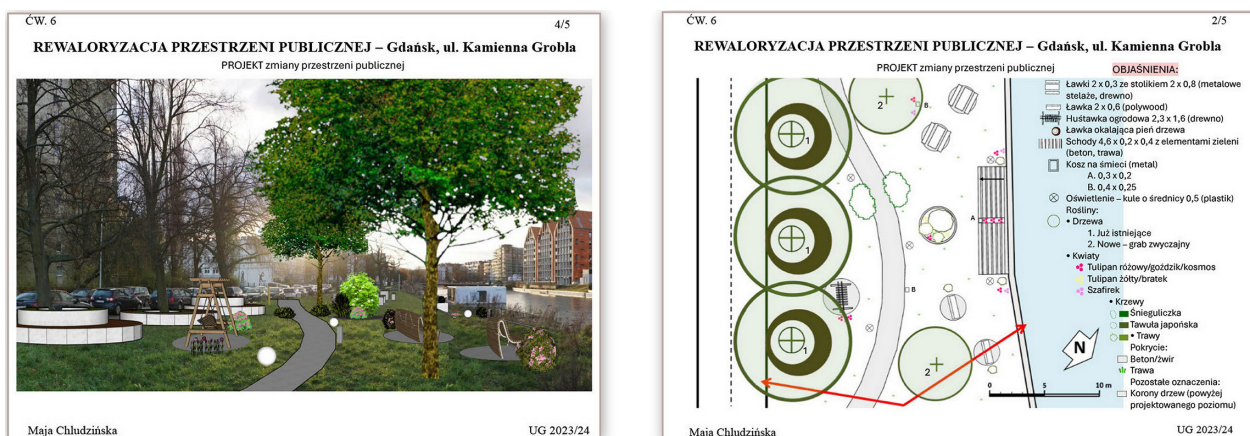 ĆW. 6
4/5
REWALORYZACJA PRZESTRZENI PUBLICZNEJ – Gdańsk, ul. Kamienna Grobla
PROJEKT zmiany przestrzeni publicznej
Maja Chludzińska
UG 2023/24
ĆW. 6
2/5
REWALORYZACJA PRZESTRZENI PUBLICZNEJ – Gdańsk, ul. Kamienna Grobla
PROJEKT zmiany przestrzeni publicznej
OBJAŚNIENIA:
Ławki 2 x 0,3 ze stolikiem 2 x 0,8 (metalowe
stelaże, drewno)
Ławka 2 x 0,6 (polywood)
Huśtawka ogrodowa 2,3 x 1,6 (drewno)
Ławka okalająca pień drzewa
Schody 4,6 x 0,2 x 0,4 z elementami zieleni
(beton, trawa)
Kosz na śmieci (metal)
A. 0,3 x 0,2
B. 0,4 x 0,25
Oświetlenie – kule o średnicy 0,5 (plastik)
Rośliny:
• Drzewa
1. Już istniejące
2. Nowe – grab zwyczajny
• Kwiaty
Tulipan różowy/goździk/kosmos
Tulipan żółty/bratek
Szafirek
• Krzewy
Śnieguliczka
Tawuła japońska
• Trawy
Pokrycie:
Beton/żwir
Trawa
Pozostałe oznaczenia:
Korony drzew (powyżej
projektowanego poziomu)
2
B.
1
A
1
B
1
2
N
0 5 10 m
Maja Chludzińska
UG 2023/24